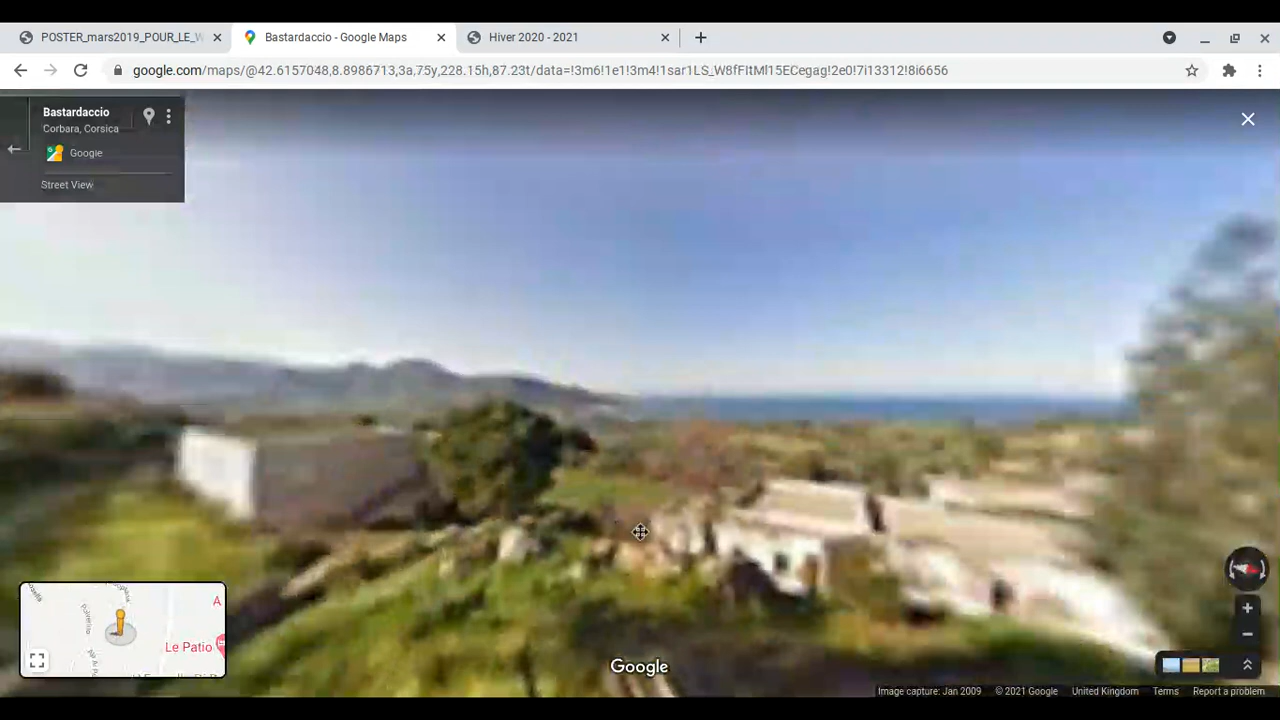 POSTER_mars2019_POUR_LE_W
Bastardaccio - Google Maps
Hiver 2020 - 2021
google.com/maps/@42.6157048,8.8986713,3a,75y,228.15h,87.23t/data=!3m6!1e1!3m4!1sar1LS_W8fFItMl15ECegag!2e0!7i13312!8i6656
Bastardaccio
Corbara, Corsica
Google
Street View
A
Le Patio
Google
Image capture: Jan 2009 © 2021 Google United Kingdom Terms Report a problem